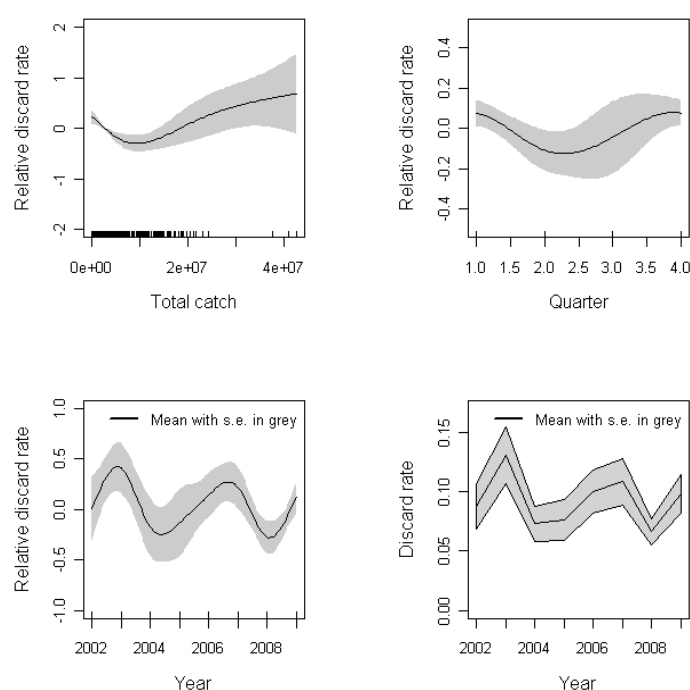 Relative discard rate
2
1
0
-1
-2
0e+00 2e+07 4e+07
Total catch
Relative discard rate
0.4
0.2
0.0
-0.2
-0.4
1.0 1.5 2.0 2.5 3.0 3.5 4.0
Quarter
Relative discard rate
1.0
0.5
0.0
-0.5
-1.0
Mean with s.e. in grey
2002 2004 2006 2008
Year
Discard rate
0.15
0.10
0.05
0.00
Mean with s.e. in grey
2002 2004 2006 2008
Year